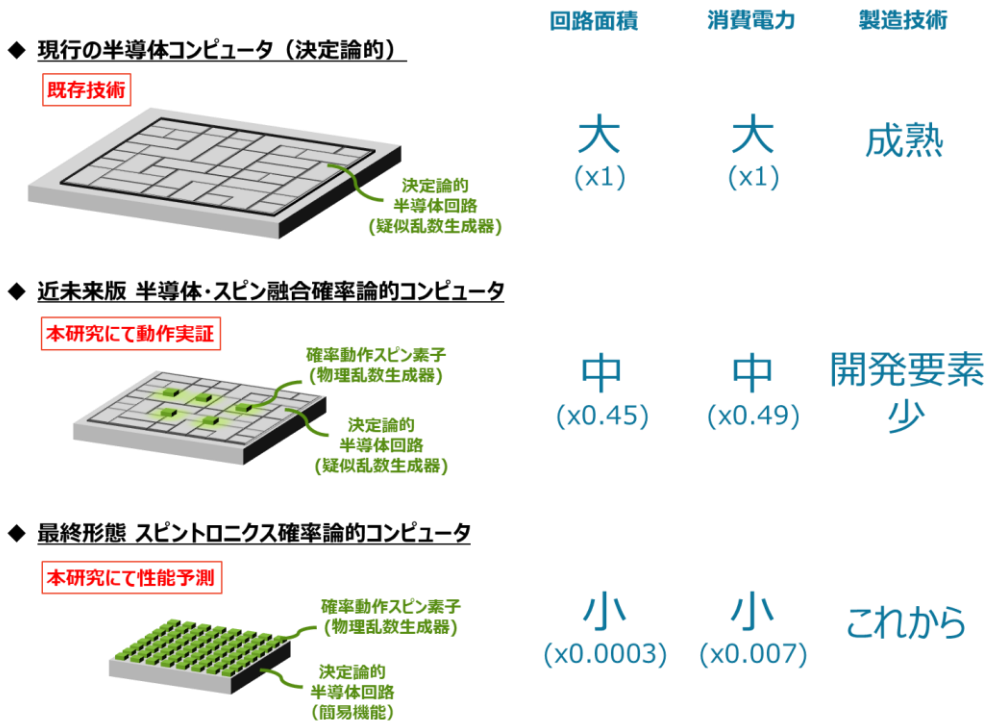 回路面積 消費電力 製造技術
◆ 現行の半導体コンピュータ（決定論的）
既存技術
大 大 成熟
(x1) (x1)
決定論的
半導体回路
(疑似乱数生成器)
◆ 近未来版 半導体・スピン融合確率論的コンピュータ
本研究にて動作実証
確率動作スピン素子
(物理乱数生成器)
中 中 開発要素
(x0.45) (x0.49) 少
決定論的
半導体回路
(疑似乱数生成器)
◆ 最終形態 スピントロニクス確率論的コンピュータ
本研究にて性能予測
確率動作スピン素子
(物理乱数生成器)
小 小 これから
(x0.0003) (x0.007)
決定論的
半導体回路
(簡易機能)